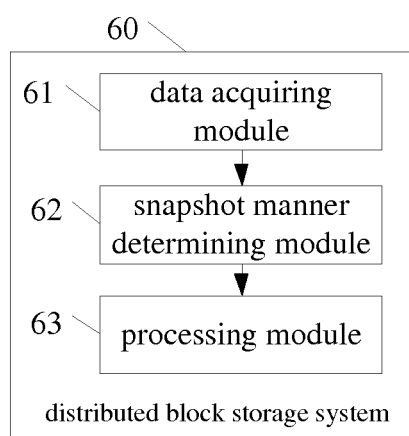 60
61
data acquiring
module
62
snapshot manner
determining module
63
processing module
distributed block storage system